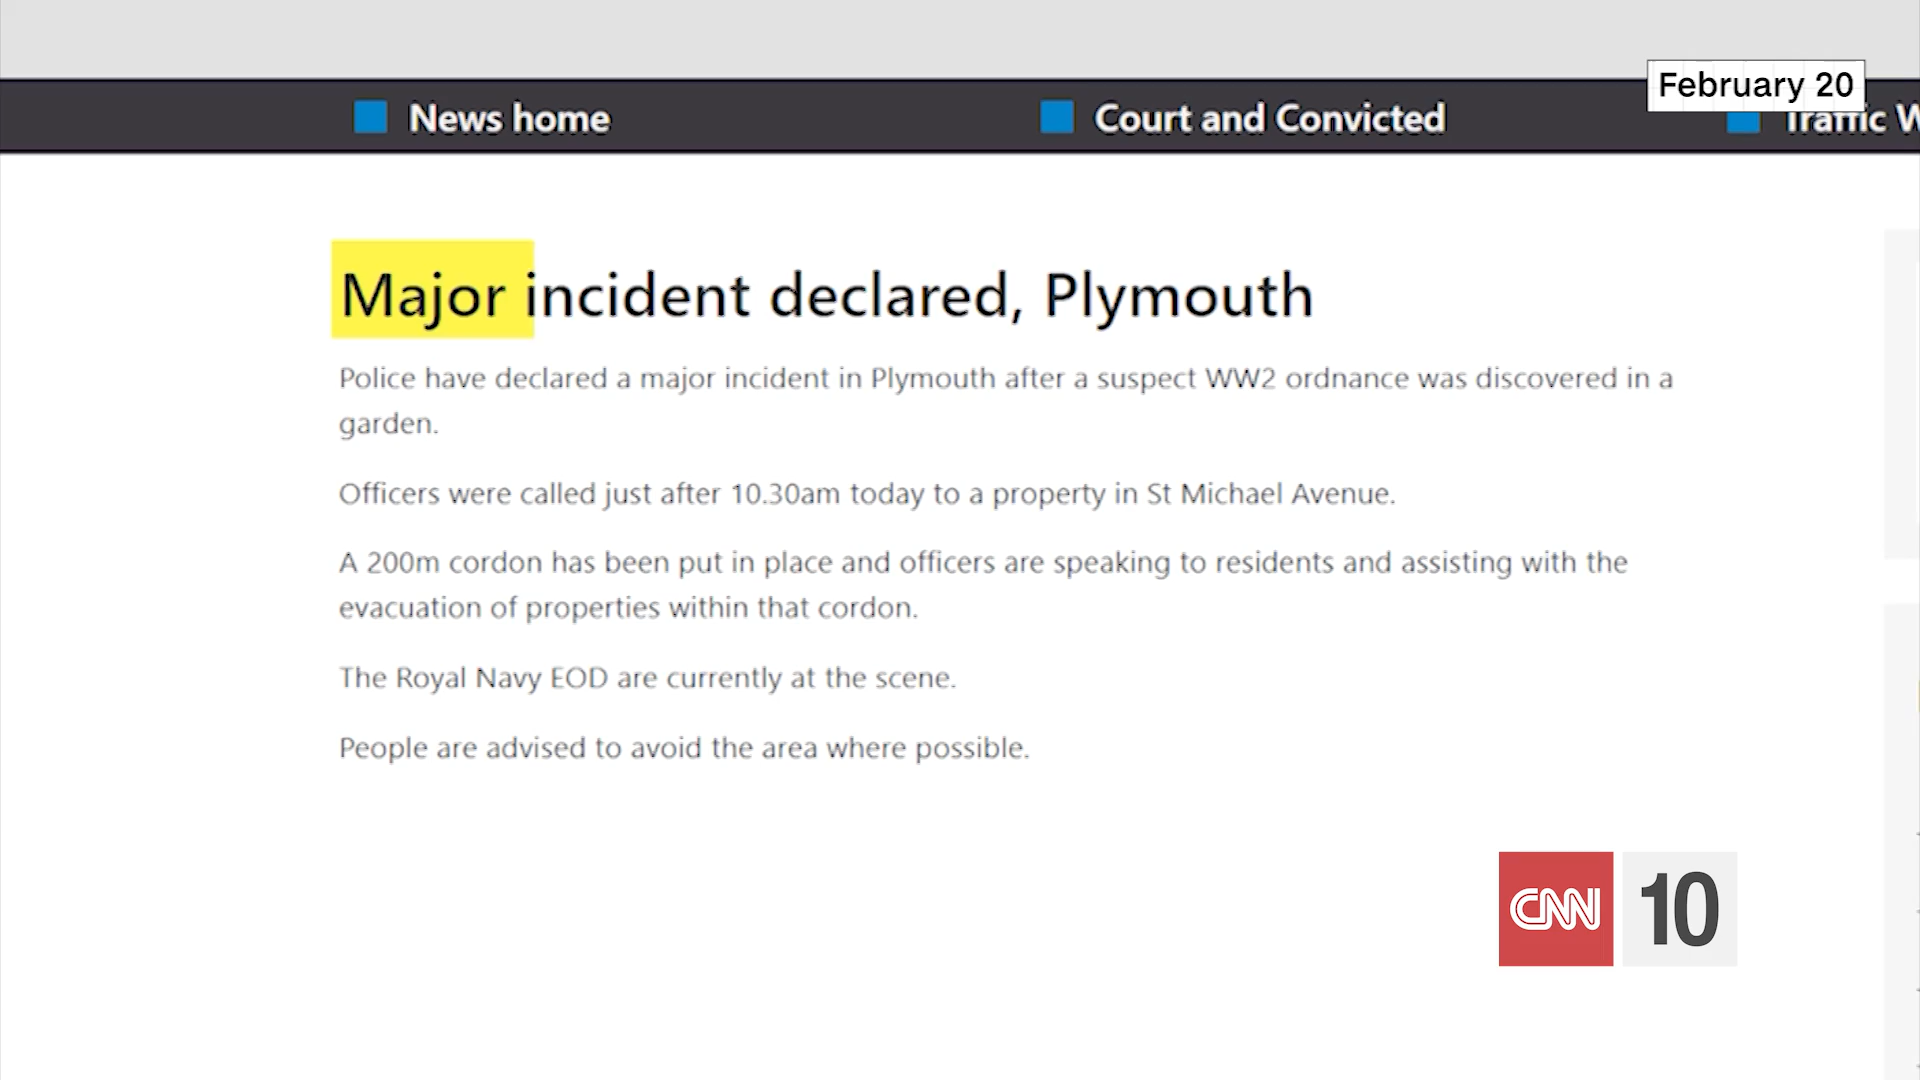 February 20
News home
Court and Convicted
Traffic W
Major incident declared, Plymouth
Police have declared a major incident in Plymouth after a suspect WW2 ordnance was discovered in a
garden.
Officers were called just after 10.30am today to a property in St Michael Avenue.
A 200m cordon has been put in place and officers are speaking to residents and assisting with the
evacuation of properties within that cordon.
The Royal Navy EOD are currently at the scene.
People are advised to avoid the area where possible.
CNN 10